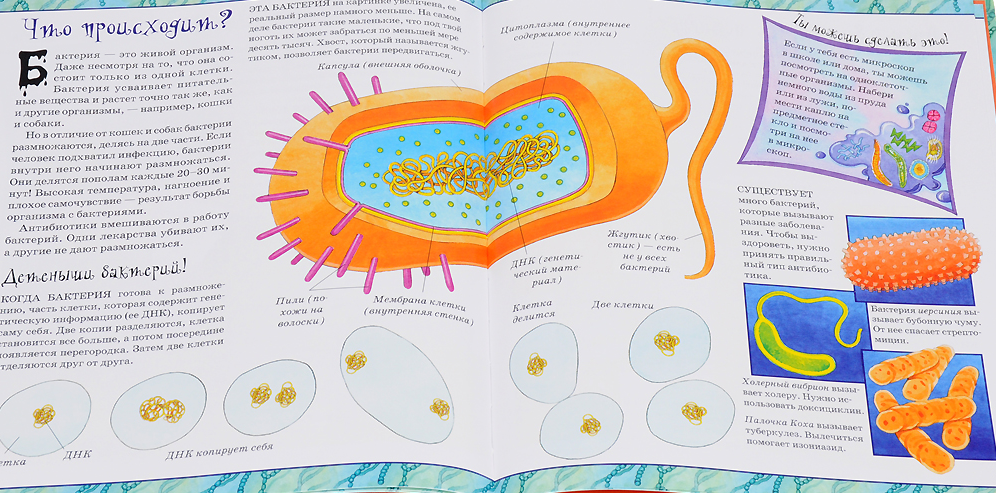 Что происходит?
Бактерия — это живой организм.
Даже несмотря на то, что она со-
стоит только из одной клетки.
Бактерия усваивает питатель-
ные вещества и растет точно так же, как
и другие организмы, — например, кошки
и собаки.
Но в отличие от кошек и собак бактерии
размножаются, делясь на две части. Если
человек подхватил инфекцию, бактерии
внутри него начинают размножаться.
Они делятся пополам каждые 20–30 ми-
нут! Высокая температура, нагноение и
плохое самочувствие — результат борьбы
организма с бактериями.
Антибиотики вмешиваются в работу
бактерий. Одни лекарства убивают их,
а другие не дают размножаться.
Детеныши бактерий!
КОГДА БАКТЕРИЯ готова к размноже-
нию, часть клетки, которая содержит гене-
тическую информацию (ее ДНК), копирует
саму себя. Две копии разделяются, клетка
становится все больше, а потом посередине
появляется перегородка. Затем две клетки
отделяются друг от друга.
клетка
ДНК
ДНК копирует себя
ЭТА БАКТЕРИЯ на картинке увеличена, ее
реальный размер намного меньше. На самом
деле бактерии такие маленькие, что под твой
ноготь их может забраться по меньшей мере
десять тысяч. Хвост, который называется жгу-
тиком, позволяет бактерии передвигаться.
Капсула (внешняя оболочка)
Цитоплазма (внутреннее
содержимое клетки)
Пили (по-
хожи на
волоски)
Мембрана клетки
(внутренняя стенка)
ДНК (генети-
ческий мате-
риал)
Жгутик (хво-
стик) — есть
не у всех
бактерий
Клетка
делится
Две клетки
Ты можешь сделать это!
Если у тебя есть микроскоп
в школе или дома, ты можешь
посмотреть на одноклеточ-
ные организмы. Набери
немного воды из пруда
или из лужи, по-
мести каплю на
предметное сте-
кло и посмо-
три на нее
в микро-
скоп.
СУЩЕСТВУЕТ
много бактерий,
которые вызывают
разные заболева-
ния. Чтобы вы-
здороветь, нужно
принять правиль-
ный тип антибио-
тика.
Бактерия иерсиния вы-
зывает бубонную чуму.
От нее спасает стрепто-
мицин.
Холерный вибрион вызы-
вает холеру. Нужно ис-
пользовать доксициклин.
Палочка Коха вызывает
туберкулез. Вылечиться
помогает изониазид.